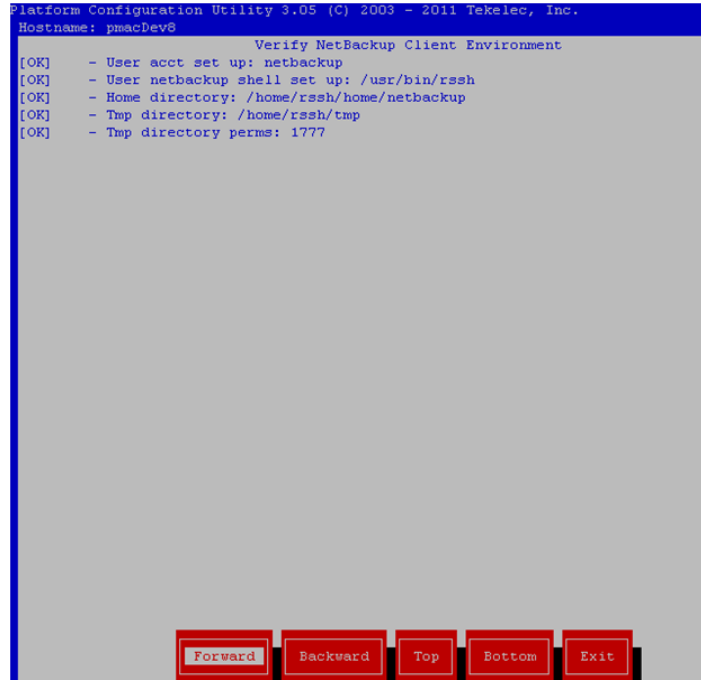 Platform Configuration Utility 3.05 (C) 2003 - 2011 Tekelec, Inc.
Hostname: pmacDev8
Verify NetBackup Client Environment
[OK] - User acct set up: netbackup
[OK] - User netbackup shell set up: /usr/bin/rssh
[OK] - Home directory: /home/rssh/home/netbackup
[OK] - Tmp directory: /home/rssh/tmp
[OK] - Tmp directory perms: 1777
Forward Backward Top Bottom Exit